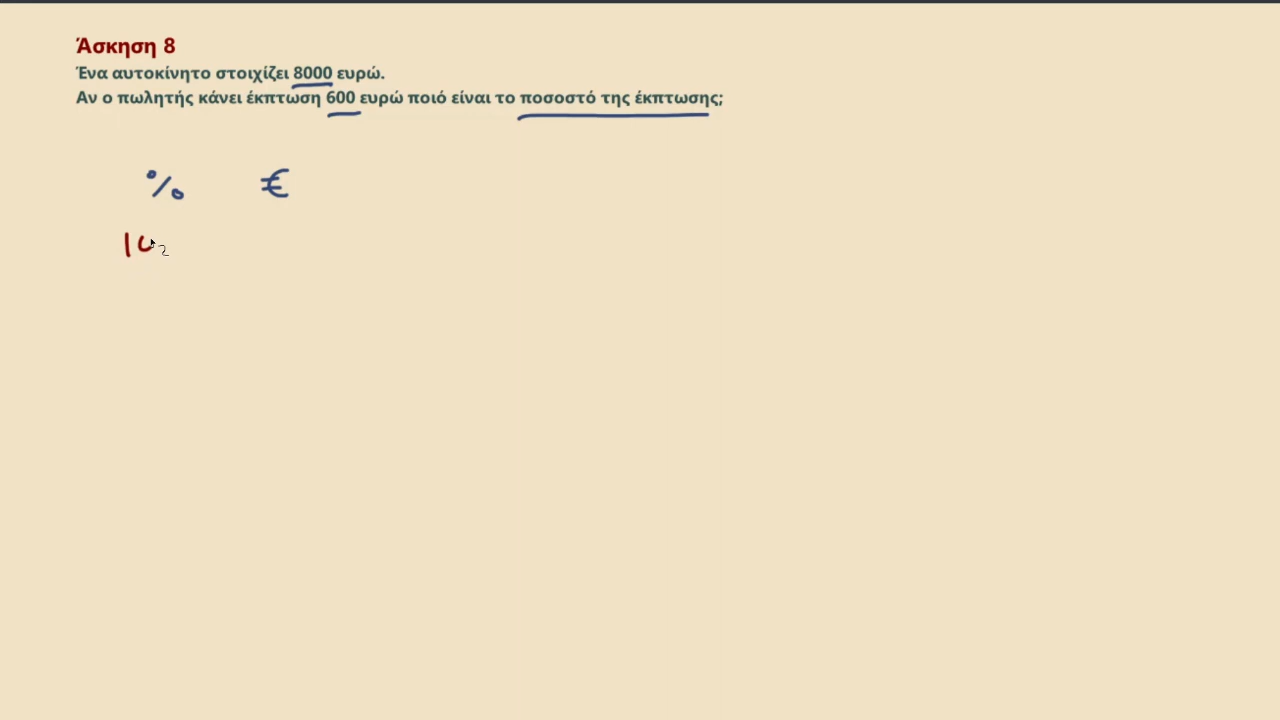 Άσκηση 8
Ένα αυτοκίνητο στοιχίζει 8000 ευρώ.
Αν ο πωλητής κάνει έκπτωση 600 ευρώ ποιό είναι το ποσοστό της έκπτωσης;
% €
10